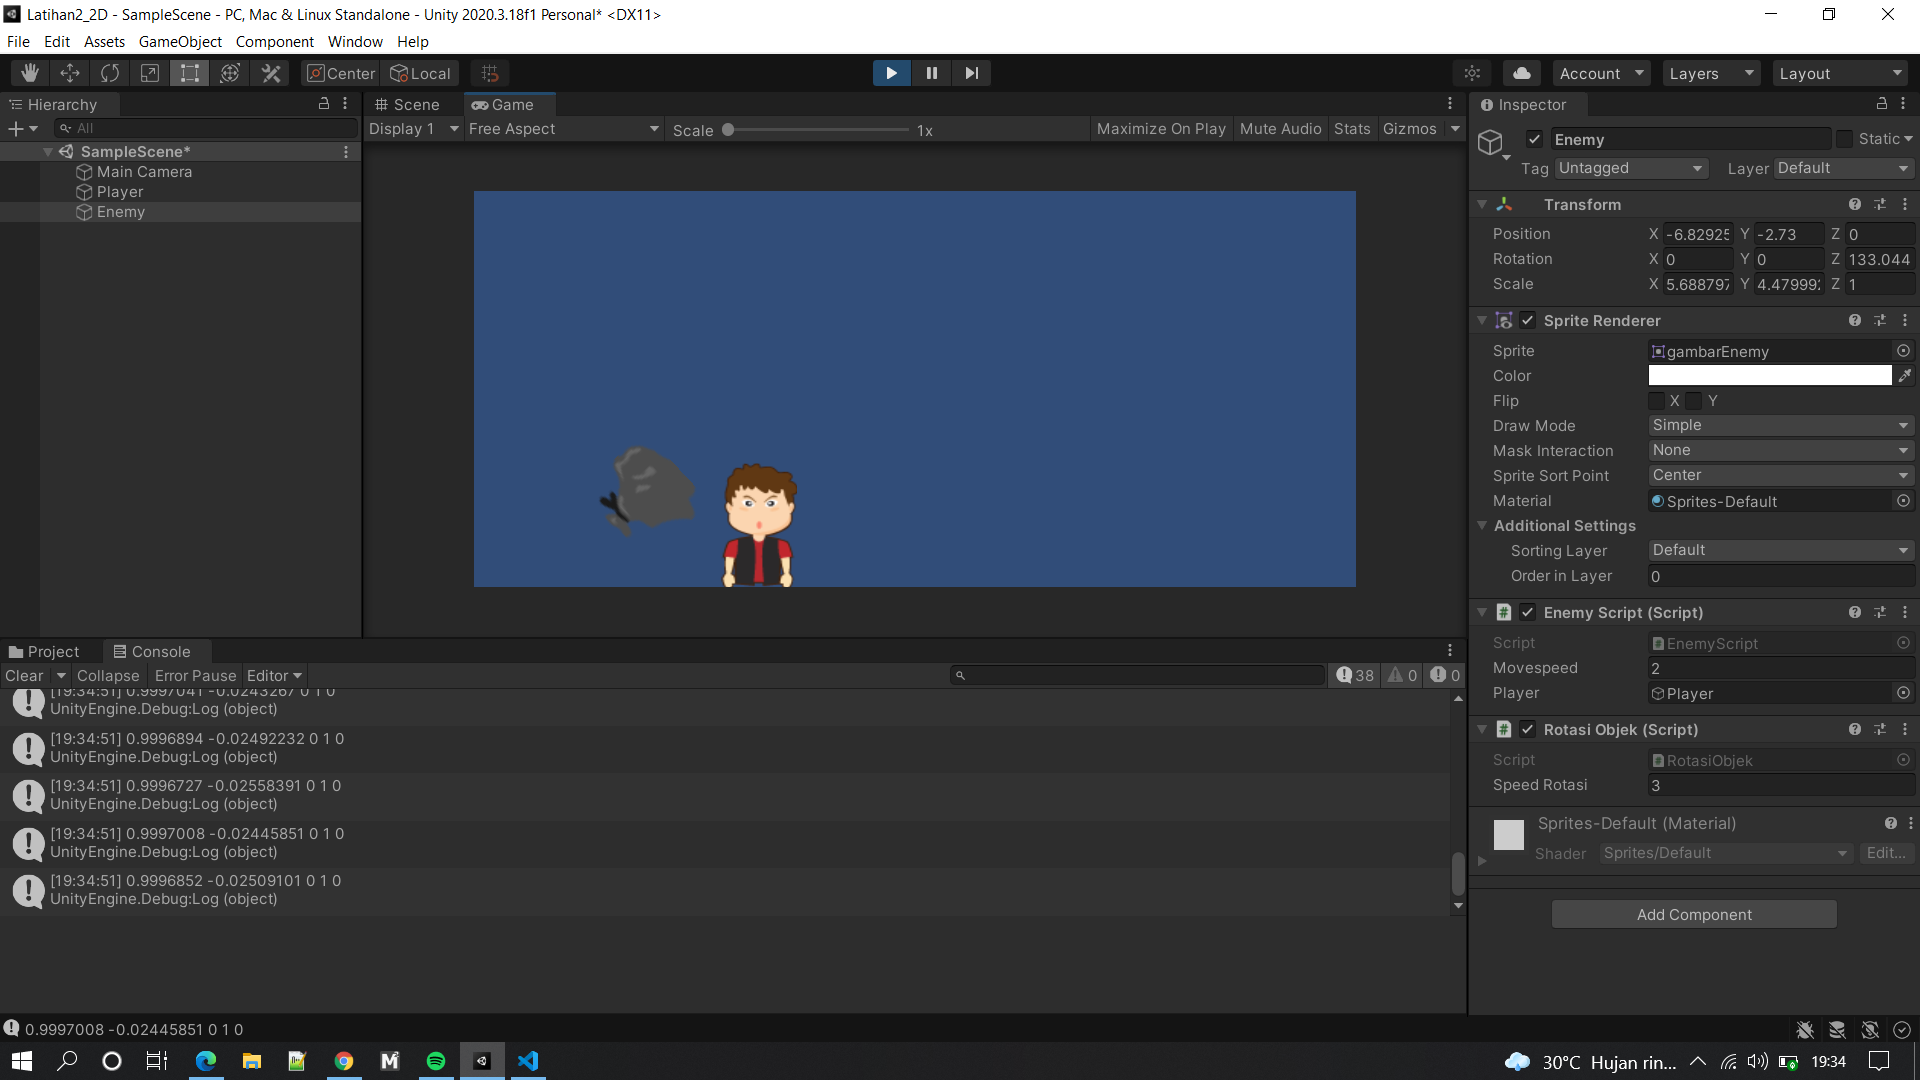 Latihan2_2D - SampleScene - PC, Mac & Linux Standalone - Unity 2020.3.18f1 Personal* <DX11>
File Edit Assets GameObject Component Window Help
Center Local Account Layers Layout
Hierarchy
All
SampleScene*
Main Camera
Player
Enemy
Scene Game
Display 1 Free Aspect Scale 1x Maximize On Play Mute Audio Stats Gizmos
Project Console
Clear Collapse Error Pause Editor 38 0 0
[19:34:51] 0.9997041 -0.0243267 0 1 0
UnityEngine.Debug:Log (object)
[19:34:51] 0.9996894 -0.02492232 0 1 0
UnityEngine.Debug:Log (object)
[19:34:51] 0.9996727 -0.02558391 0 1 0
UnityEngine.Debug:Log (object)
[19:34:51] 0.9997008 -0.02445851 0 1 0
UnityEngine.Debug:Log (object)
[19:34:51] 0.9996852 -0.02509101 0 1 0
UnityEngine.Debug:Log (object)
0.9997008 -0.02445851 0 1 0
Inspector
Enemy Static
Tag Untagged Layer Default
Transform
Position X -6.82925 Y -2.73 Z 0
Rotation X 0 Y 0 Z 133.044
Scale X 5.688797 Y 4.479992 Z 1
Sprite Renderer
Sprite gambarEnemy
Color
Flip X Y
Draw Mode Simple
Mask Interaction None
Sprite Sort Point Center
Material Sprites-Default
Additional Settings
Sorting Layer Default
Order in Layer 0
Enemy Script (Script)
Script EnemyScript
Movespeed 2
Player Player
Rotasi Objek (Script)
Script RotasiObjek
Speed Rotasi 3
Sprites-Default (Material)
Shader Sprites/Default Edit...
Add Component
30°C Hujan rin... 19:34